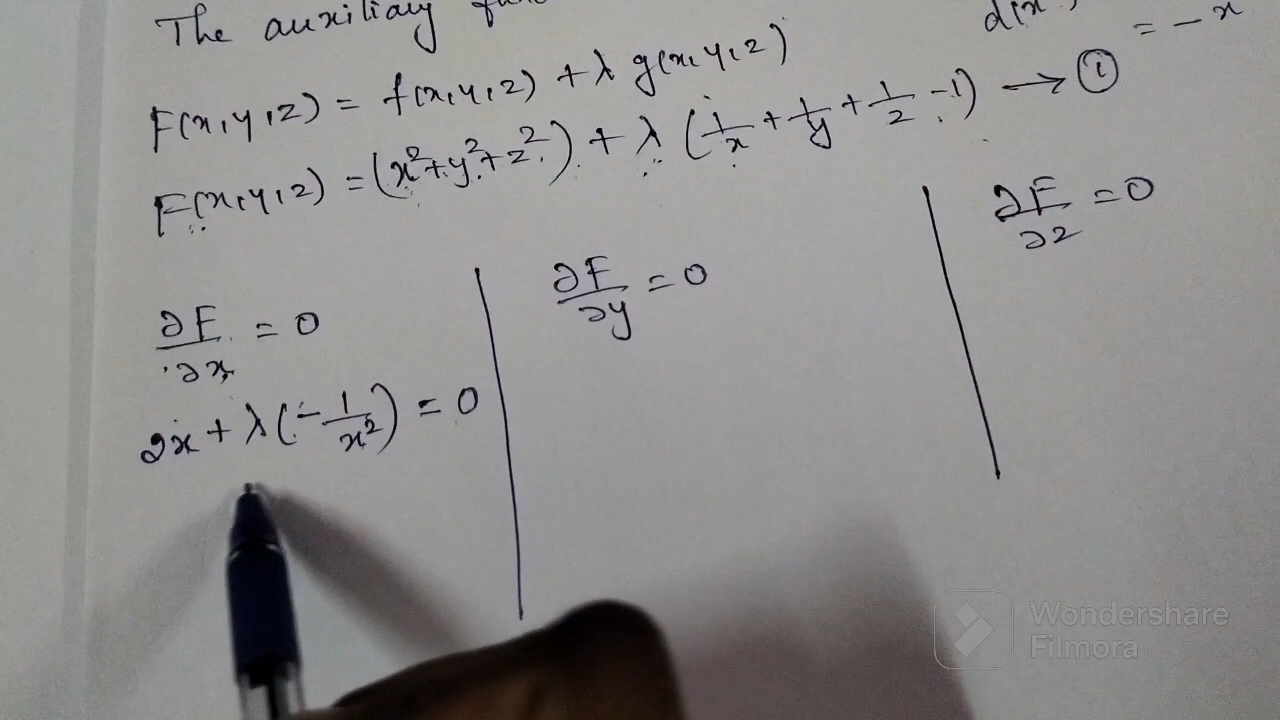 The auxiliary
d(x
= - x
F(x,y,z) = f(x,y,z) + λ g(x,y,z)
F(x,y,z) = (x²+y²+z²) + λ (1/x + 1/y + 1/z - 1) → ①
∂F/∂x = 0
∂F/∂y = 0
∂F/∂z = 0
2x + λ(-1/x²) = 0
Wondershare
Filmora